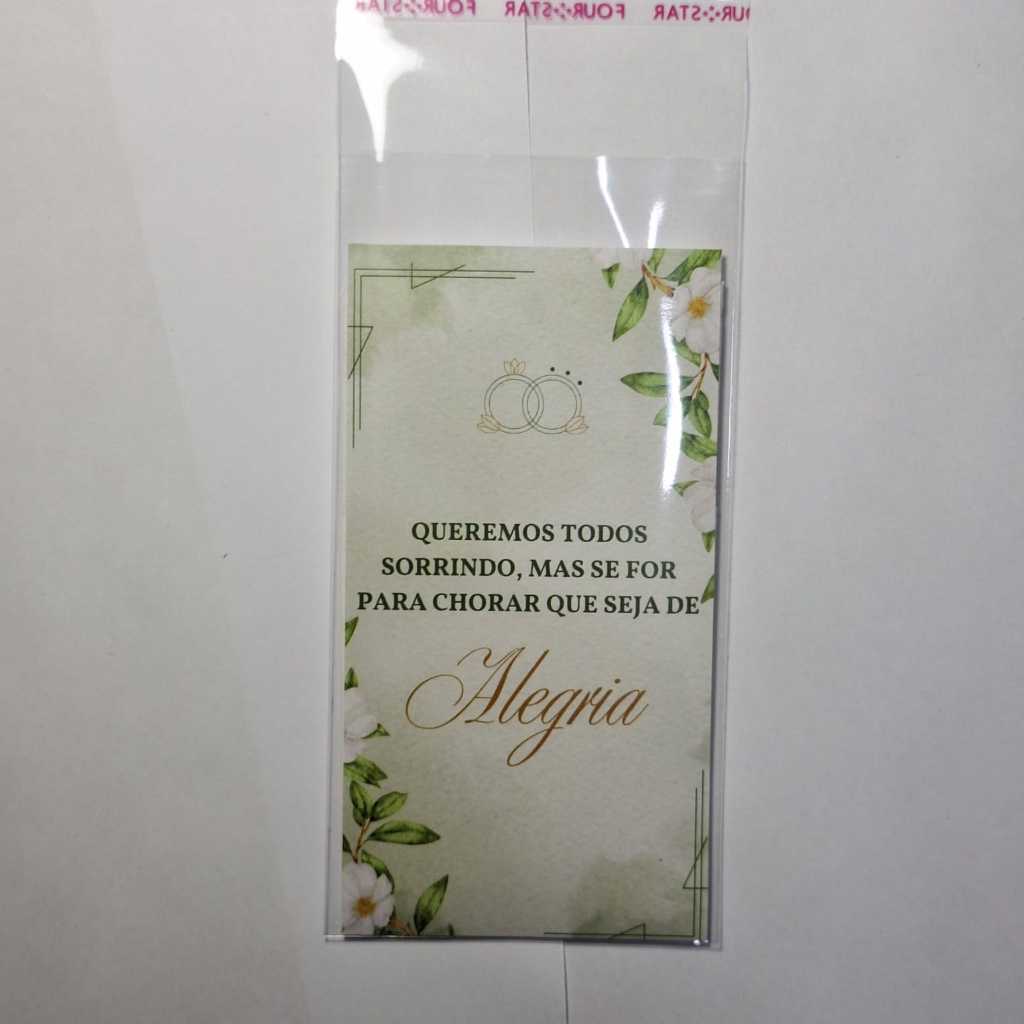 FOUR STAR FOUR STAR FOUR STAR
QUEREMOS TODOS
SORRINDO, MAS SE FOR
PARA CHORAR QUE SEJA DE
Alegria